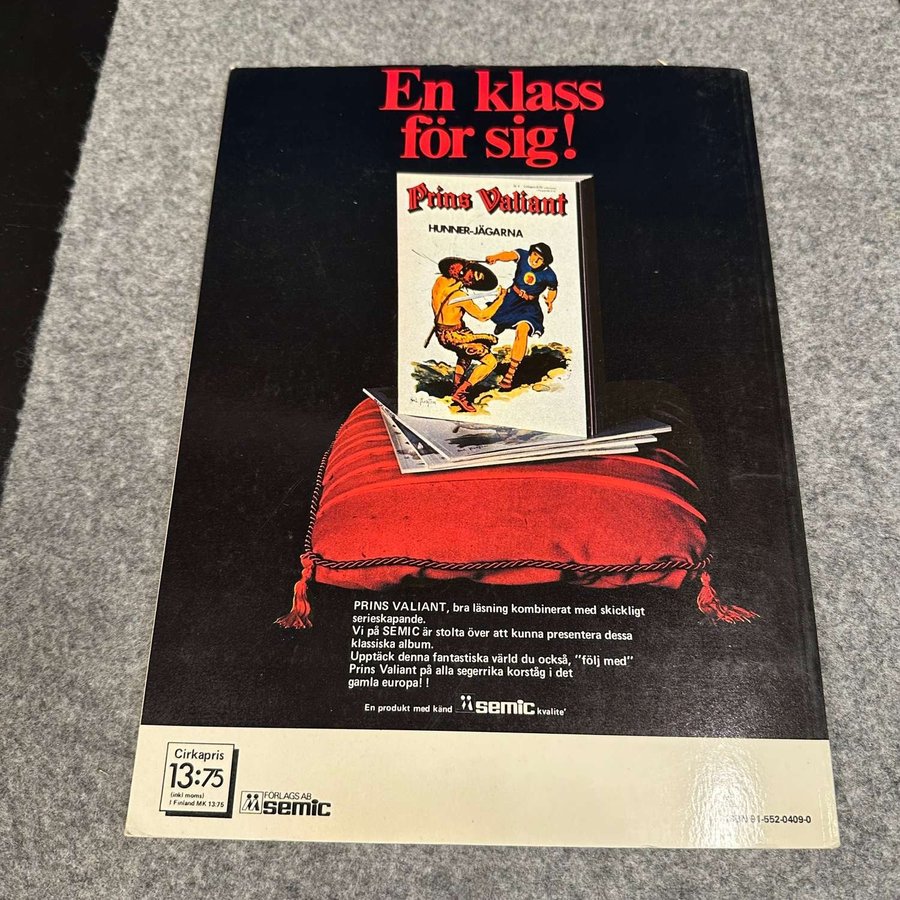 En klass
för sig!
Prins Valiant
HUNNER-JÄGARNA
PRINS VALIANT, bra läsning kombinerat med skickligt
serieskapande.
Vi på SEMIC är stolta över att kunna presentera dessa
klassiska album.
Upptäck denna fantastiska värld du också, "följ med"
Prins Valiant på alla segerrika korståg i det
gamla europa!!
En produkt med känd semic kvalite'
Cirkapris
13:75
(inkl moms)
I Finland MK 13:75
FÖRLAGS AB
semic
ISBN 91-552-0409-0